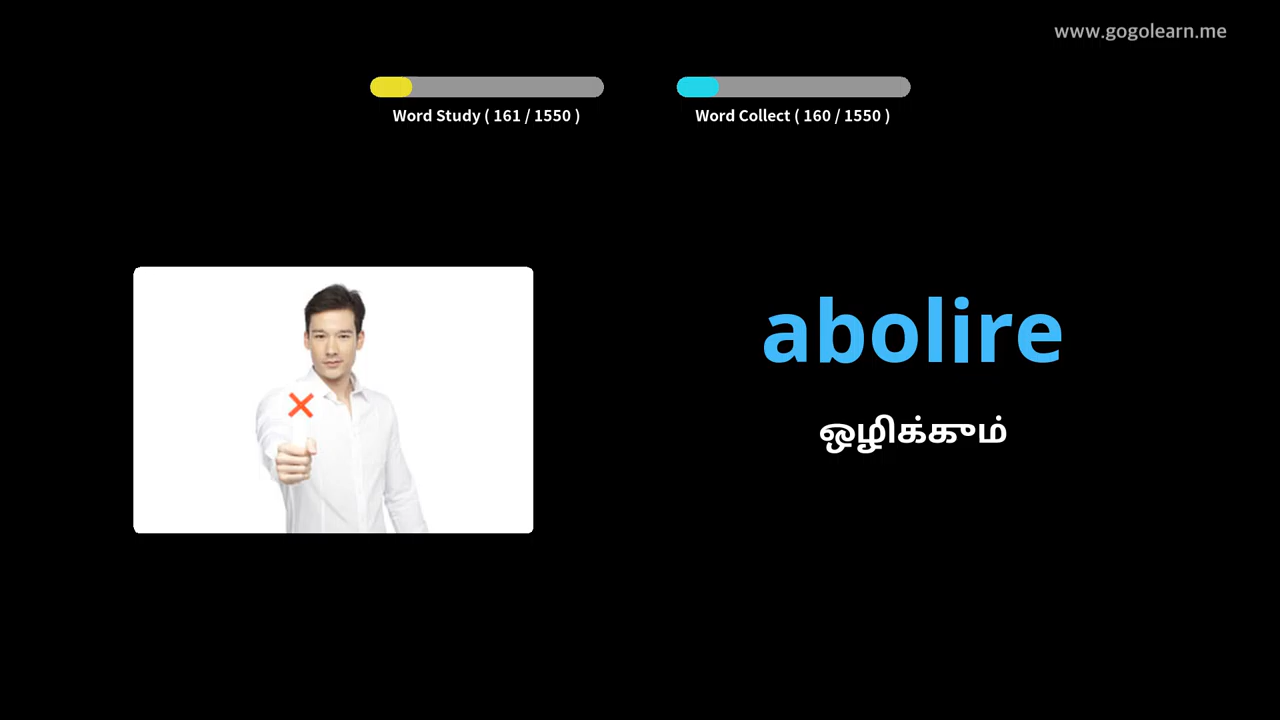 www.gogolearn.me
Word Study ( 161 / 1550 )
Word Collect ( 160 / 1550 )
abolire
ஒழிக்கும்